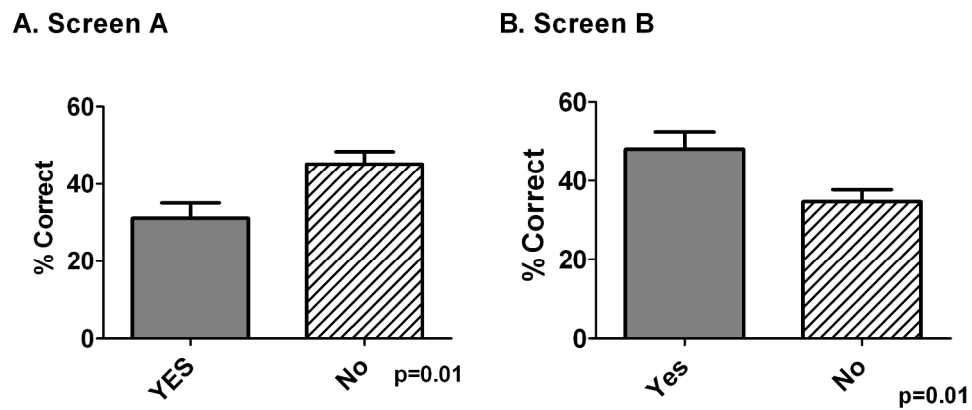 A. Screen A
60
40
20
0
% Correct
YES
No
p=0.01
B. Screen B
60
40
20
0
% Correct
Yes
No
p=0.01